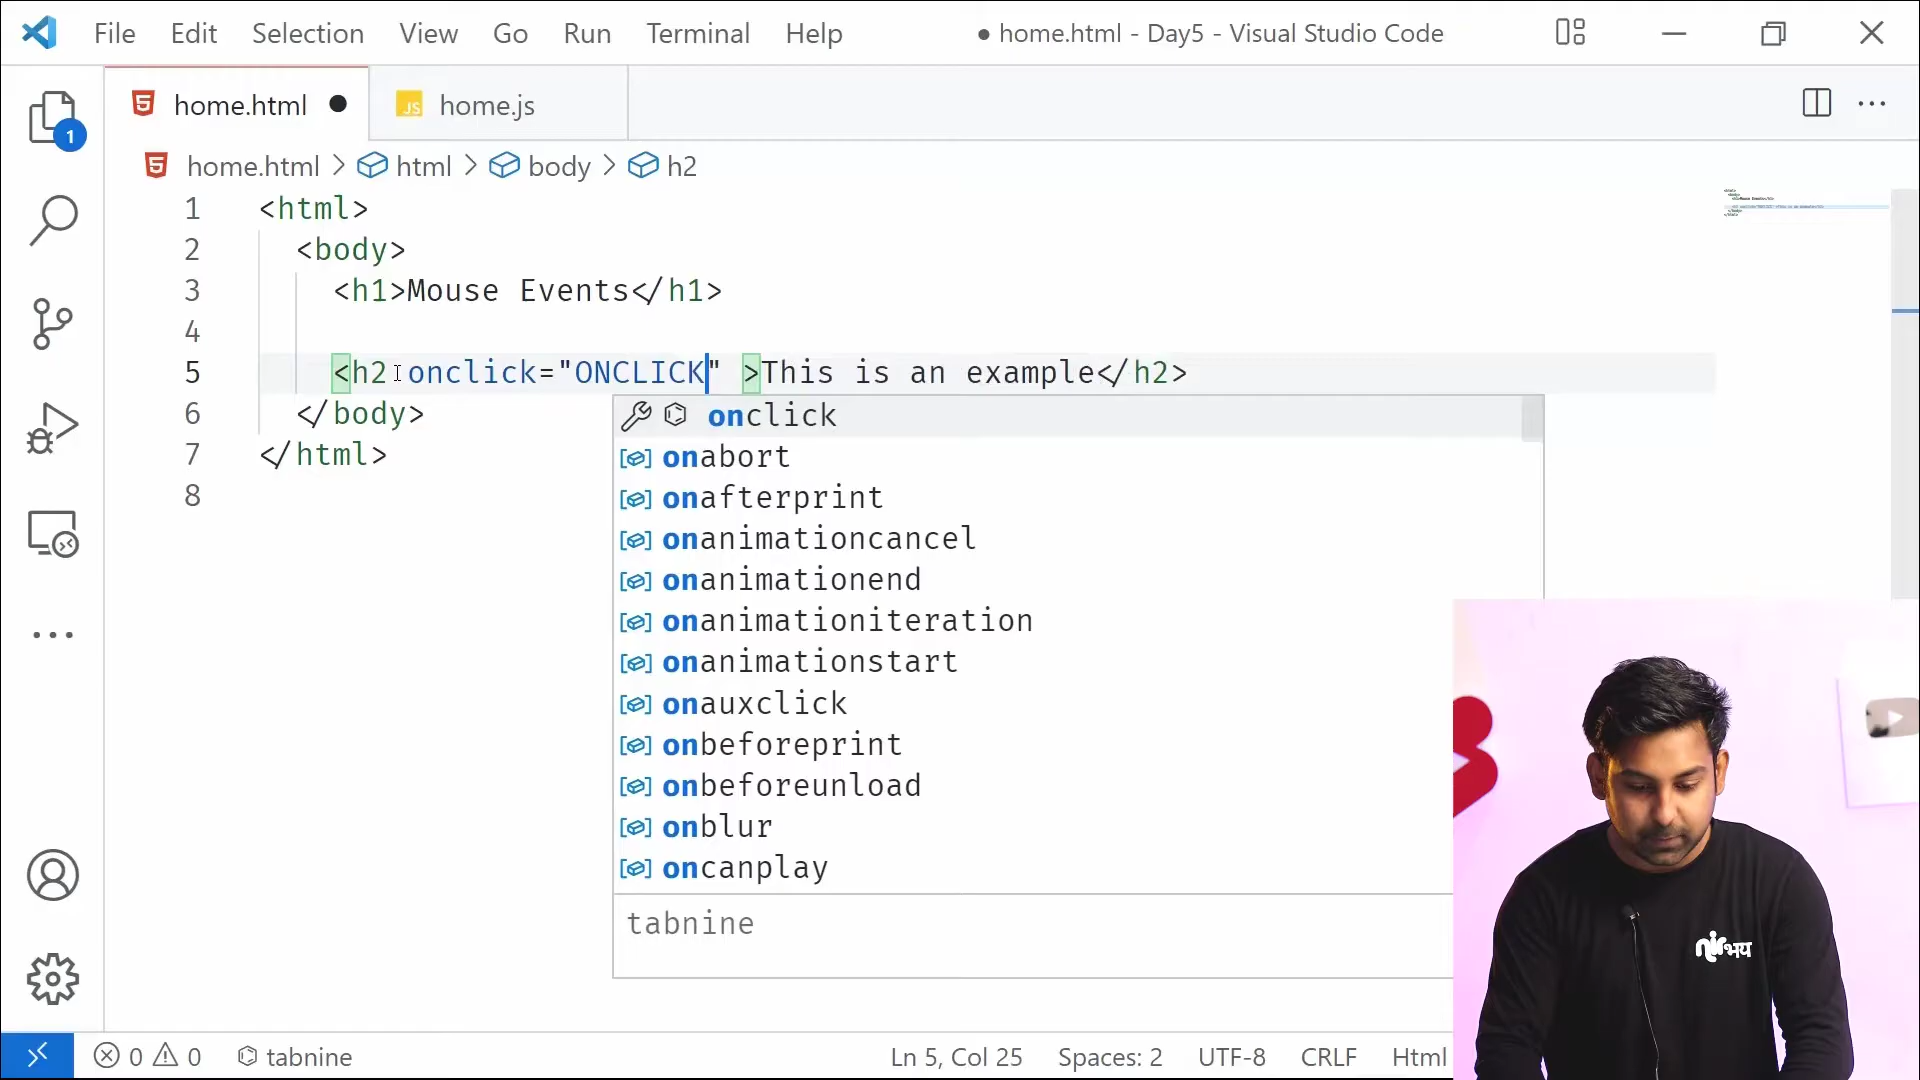 File Edit Selection View Go Run Terminal Help ● home.html - Day5 - Visual Studio Code
home.html ● JS home.js
1
home.html > html > body > h2
1 <html>
2 <body>
3 <h1>Mouse Events</h1>
4
5 <h2 onclick="ONCLICK" >This is an example</h2>
6 </body>
7 </html>
8
onclick
onabort
onafterprint
onanimationcancel
onanimationend
onanimationiteration
onanimationstart
onauxclick
onbeforeprint
onbeforeunload
onblur
oncanplay
tabnine
nirभय
0 0 tabnine Ln 5, Col 25 Spaces: 2 UTF-8 CRLF Html